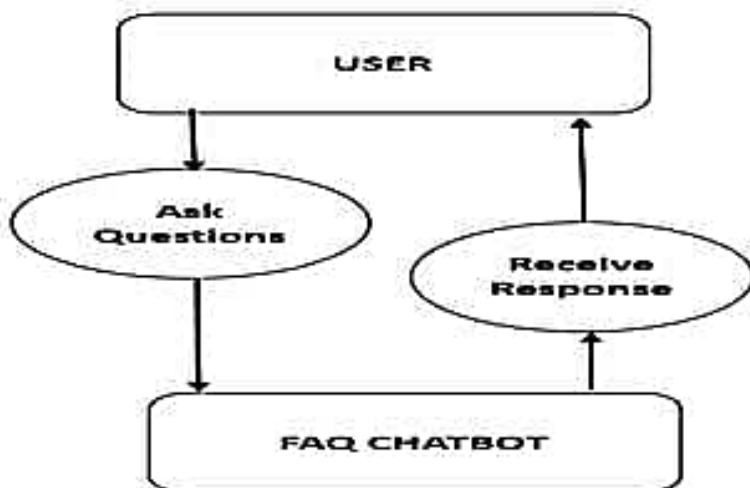 USER
Ask
Questions
Receive
Response
FAQ CHATBOT